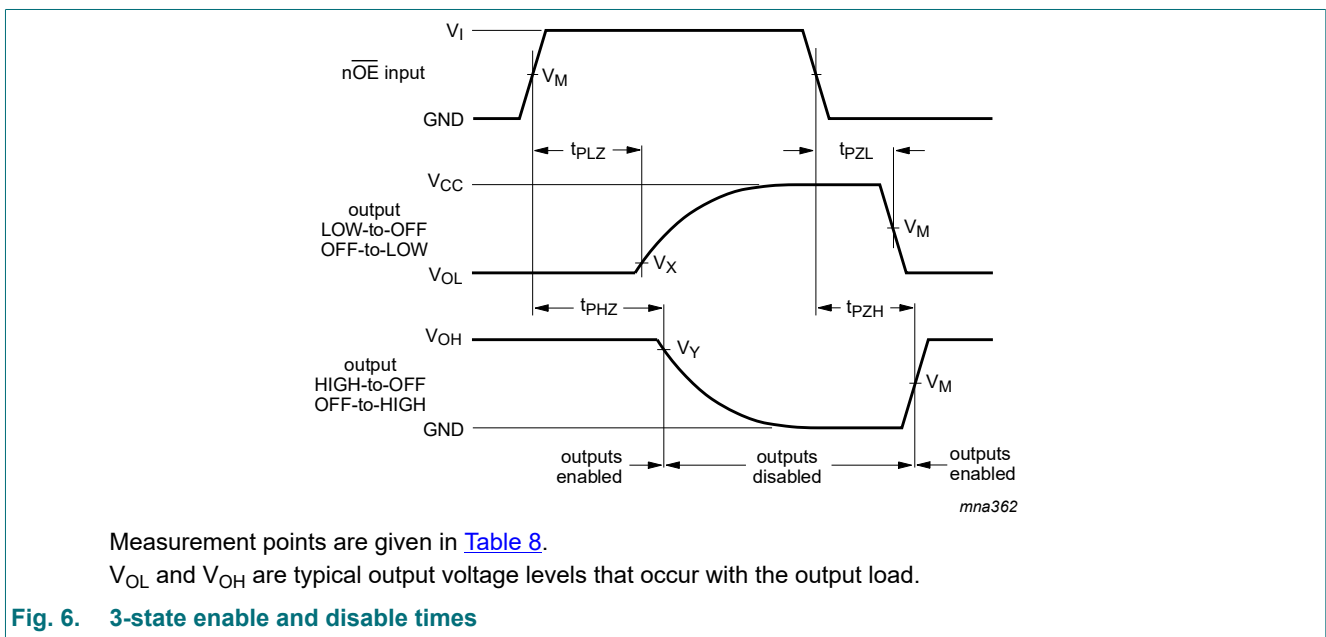 V_I
nOE input
V_M
GND
t_PLZ
t_PZL
V_CC
output
LOW-to-OFF
OFF-to-LOW
V_M
V_X
V_OL
t_PHZ
t_PZH
V_OH
V_Y
output
HIGH-to-OFF
OFF-to-HIGH
V_M
GND
outputs
enabled
outputs
disabled
outputs
enabled
mna362
Measurement points are given in Table 8.
V_OL and V_OH are typical output voltage levels that occur with the output load.
Fig. 6. 3-state enable and disable times